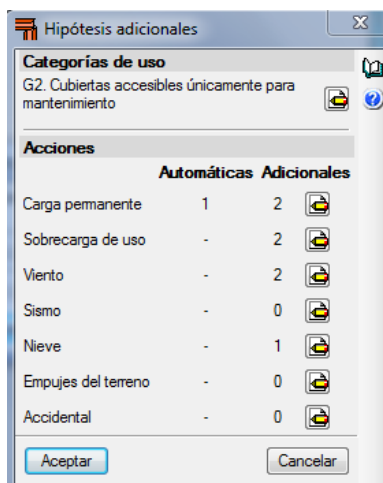 Hipótesis adicionales
Categorías de uso
G2. Cubiertas accesibles únicamente para
mantenimiento
Acciones
Automáticas Adicionales
Carga permanente 1 2
Sobrecarga de uso - 2
Viento - 2
Sismo - 0
Nieve - 1
Empujes del terreno - 0
Accidental - 0
Aceptar Cancelar